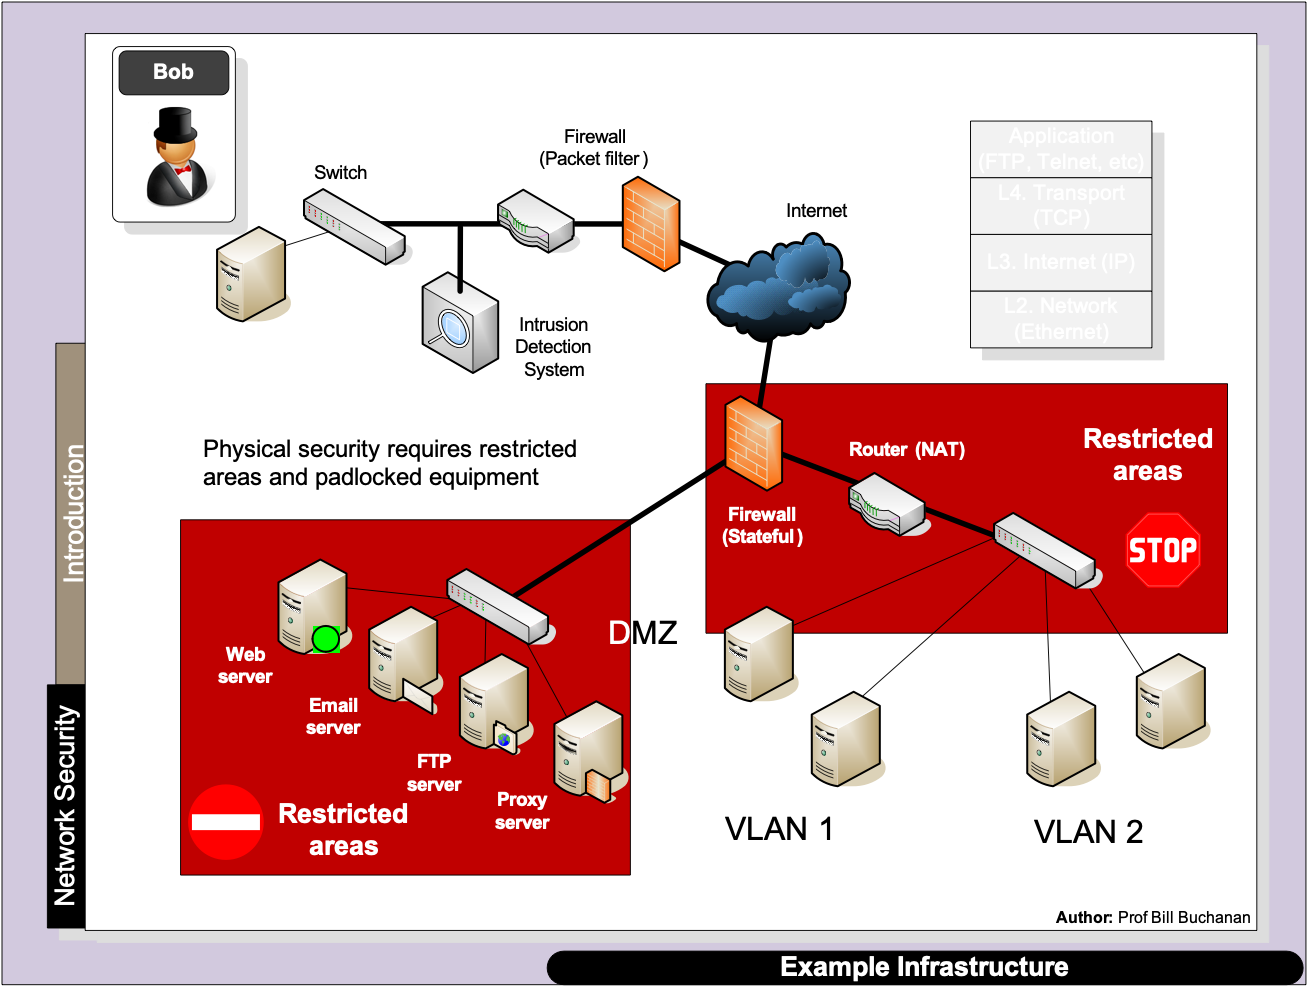 Bob
Switch
Firewall
(Packet filter)
Internet
Application
(FTP, Telnet, etc)
L4. Transport
(TCP)
L3. Internet (IP)
L2. Network
(Ethernet)
Intrusion
Detection
System
Physical security requires restricted
areas and padlocked equipment
Restricted
areas
Router (NAT)
Firewall
(Stateful)
STOP
DMZ
Web
server
Email
server
FTP
server
Proxy
server
Restricted
areas
VLAN 1
VLAN 2
Introduction
Network Security
Author: Prof Bill Buchanan
Example Infrastructure